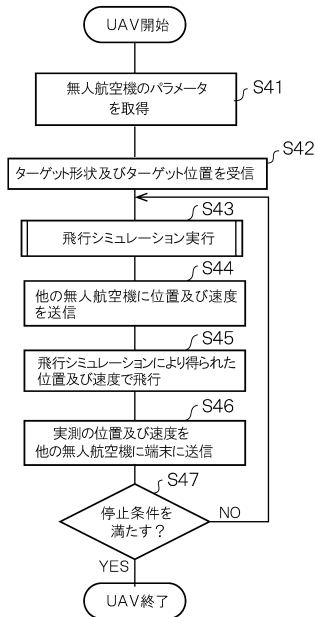 UAV開始
無人航空機のパラメータ
を取得
S41
S42
ターゲット形状及びターゲット位置を受信
S43
飛行シミュレーション実行
S44
他の無人航空機に位置及び速度
を送信
S45
飛行シミュレーションにより得られた
位置及び速度で飛行
S46
実測の位置及び速度を
他の無人航空機に端末に送信
S47
停止条件を
満たす？
NO
YES
UAV終了